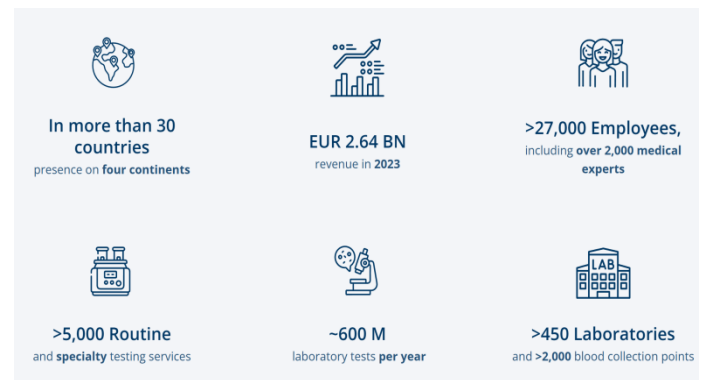 In more than 30
countries
presence on four continents
EUR 2.64 BN
revenue in 2023
>27,000 Employees,
including over 2,000 medical
experts
>5,000 Routine
and specialty testing services
~600 M
laboratory tests per year
LAB
>450 Laboratories
and >2,000 blood collection points